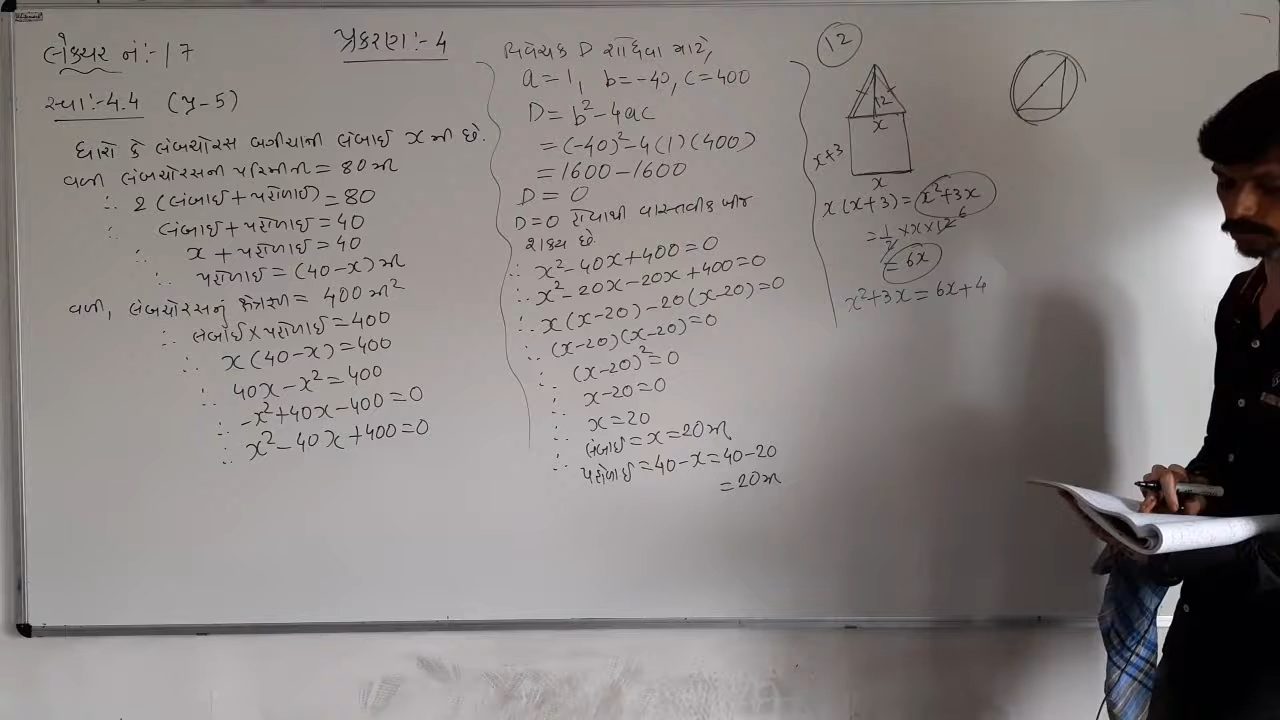 લેક્ચર નં:-17
પ્રકરણ:-4
સ્વા:-4.4 (પ્ર-5)
ધારો કે લંબચોરસ બગીચાની લંબાઈ x મી છે.
વળી લંબચોરસની પરિમિતિ = 80 મી
∴ 2 (લંબાઈ + પહોળાઈ) = 80
∴ લંબાઈ + પહોળાઈ = 40
∴ x + પહોળાઈ = 40
∴ પહોળાઈ = (40-x) મી
વળી, લંબચોરસનું ક્ષેત્રફળ = 400 મી²
∴ લંબાઈ × પહોળાઈ = 400
∴ x (40-x) = 400
∴ 40x - x² = 400
∴ -x² + 40x - 400 = 0
∴ x² - 40x + 400 = 0
વિવેચક D શોધવા માટે,
a = 1, b = -40, c = 400
D = b² - 4ac
= (-40)² - 4(1)(400)
= 1600 - 1600
D = 0
D = 0 હોવાથી વાસ્તવિક બીજ
શક્ય છે.
∴ x² - 40x + 400 = 0
∴ x² - 20x - 20x + 400 = 0
∴ x(x-20) - 20(x-20) = 0
∴ (x-20)(x-20) = 0
∴ (x-20)² = 0
∴ x - 20 = 0
∴ x = 20
∴ લંબાઈ = x = 20 મી
∴ પહોળાઈ = 40 - x = 40 - 20
= 20 મી
12
12
x
x+3
x
x(x+3) = x² + 3x
= 1/2 × x × 12 6
= 6x
x² + 3x = 6x + 4